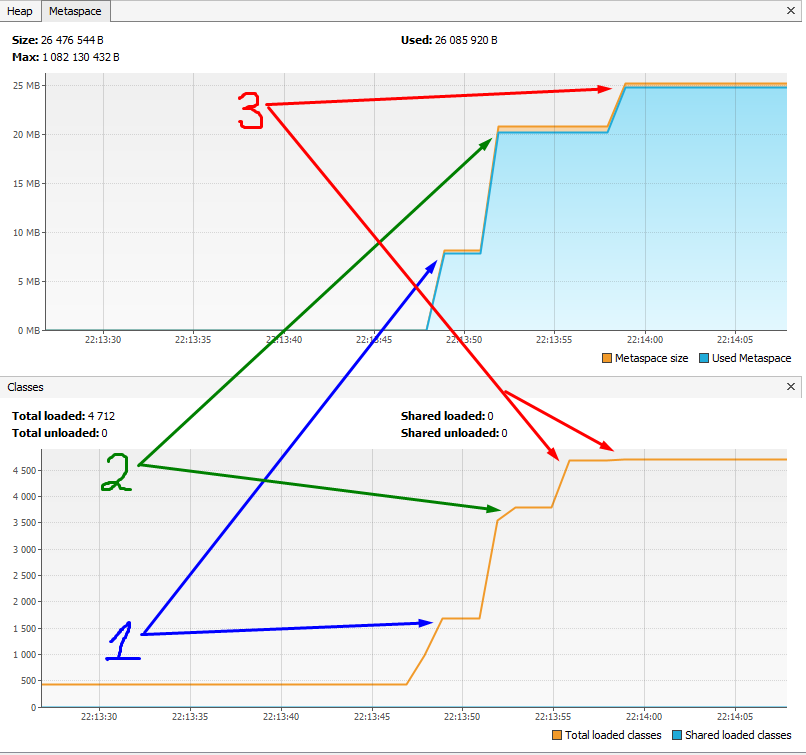 Heap Metaspace
Size: 26 476 544 B Used: 26 085 920 B
Max: 1 082 130 432 B
3
25 MB
20 MB
15 MB
10 MB
5 MB
0 MB
22:13:30 22:13:35 22:13:40 22:13:45 22:13:50 22:13:55 22:14:00 22:14:05
Metaspace size Used Metaspace
Classes
Total loaded: 4 712 Shared loaded: 0
Total unloaded: 0 Shared unloaded: 0
2
4 500
4 000
3 500
3 000
2 500
2 000
1 500
1
1 000
500
0
22:13:30 22:13:35 22:13:40 22:13:45 22:13:50 22:13:55 22:14:00 22:14:05
Total loaded classes Shared loaded classes